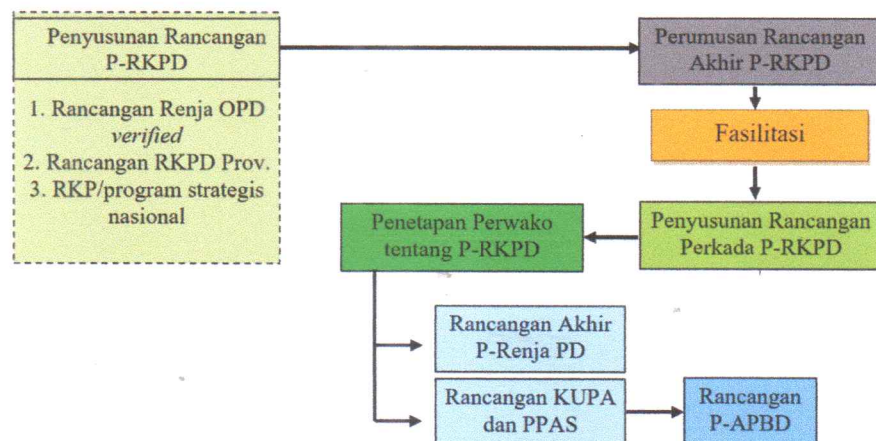 Penyusunan Rancangan
P-RKPD
1. Rancangan Renja OPD
verified
2. Rancangan RKPD Prov.
3. RKP/program strategis
nasional
Perumusan Rancangan
Akhir P-RKPD
Fasilitasi
Penyusunan Rancangan
Perkada P-RKPD
Penetapan Perwako
tentang P-RKPD
Rancangan Akhir
P-Renja PD
Rancangan KUPA
dan PPAS
Rancangan
P-APBD